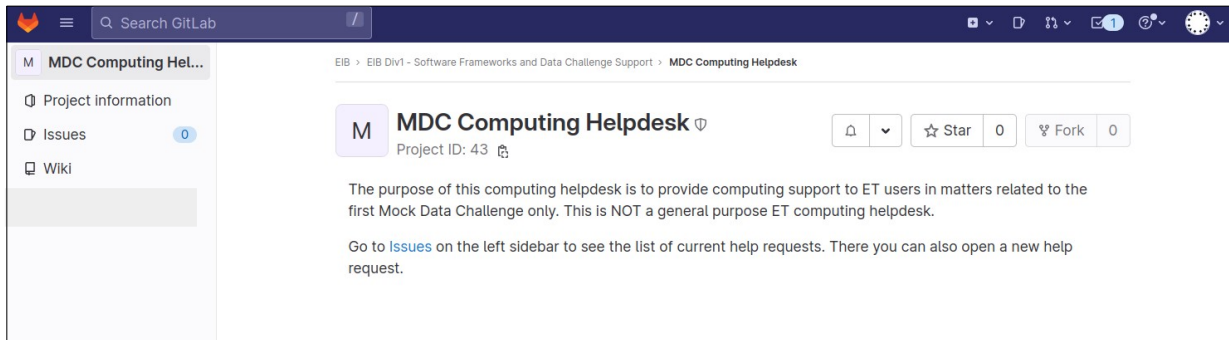 Search GitLab
/
1
M MDC Computing Hel...
Project information
Issues 0
Wiki
EIB > EIB Div1 - Software Frameworks and Data Challenge Support > MDC Computing Helpdesk
M
MDC Computing Helpdesk
Project ID: 43
Star 0
Fork 0
The purpose of this computing helpdesk is to provide computing support to ET users in matters related to the
first Mock Data Challenge only. This is NOT a general purpose ET computing helpdesk.
Go to Issues on the left sidebar to see the list of current help requests. There you can also open a new help
request.